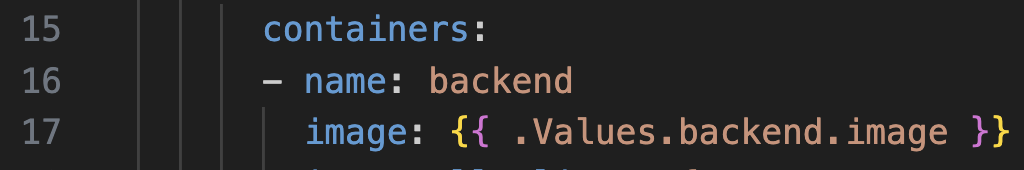 15 containers:
16 - name: backend
17 image: {{ .Values.backend.image }}